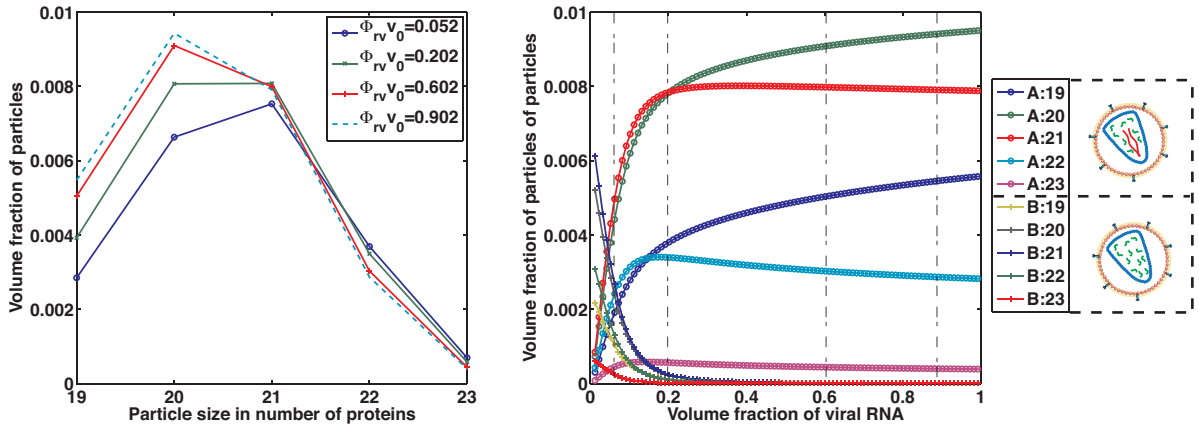 0.01
0.008
0.006
0.004
0.002
0
19
20
21
22
23
Volume fraction of particles
Particle size in number of proteins
Φrvv0=0.052
Φrvv0=0.202
Φrvv0=0.602
Φrvv0=0.902
0.01
0.008
0.006
0.004
0.002
0
0
0.2
0.4
0.6
0.8
1
Volume fraction of particles of particles
Volume fraction of viral RNA
A:19
A:20
A:21
A:22
A:23
B:19
B:20
B:21
B:22
B:23